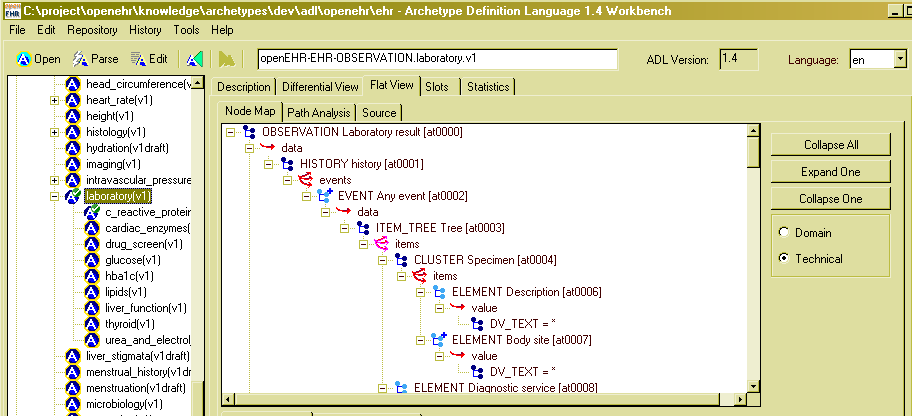 C:\project\openehr\knowledge\archetypes\dev\adl\openehr\ehr - Archetype Definition Language 1.4 Workbench
File Edit Repository History Tools Help
Open Parse Edit openEHR-EHR-OBSERVATION.laboratory.v1 ADL Version: 1.4 Language: en
head_circumference(v
heart_rate(v1)
height(v1)
histology(v1)
hydration(v1draft)
imaging(v1)
intravascular_pressure
laboratory(v1)
c_reactive_protein
cardiac_enzymes(
drug_screen(v1)
glucose(v1)
hba1c(v1)
lipids(v1)
liver_function(v1)
thyroid(v1)
urea_and_electrol
liver_stigmata(v1draft)
menstrual_history(v1d
menstruation(v1draft)
microbiology(v1)
Description Differential View Flat View Slots Statistics
Node Map Path Analysis Source
OBSERVATION Laboratory result [at0000]
data
HISTORY history [at0001]
events
EVENT Any event [at0002]
data
ITEM_TREE Tree [at0003]
items
CLUSTER Specimen [at0004]
items
ELEMENT Description [at0006]
value
DV_TEXT = *
ELEMENT Body site [at0007]
value
DV_TEXT = *
ELEMENT Diagnostic service [at0008]
Collapse All
Expand One
Collapse One
Domain
Technical